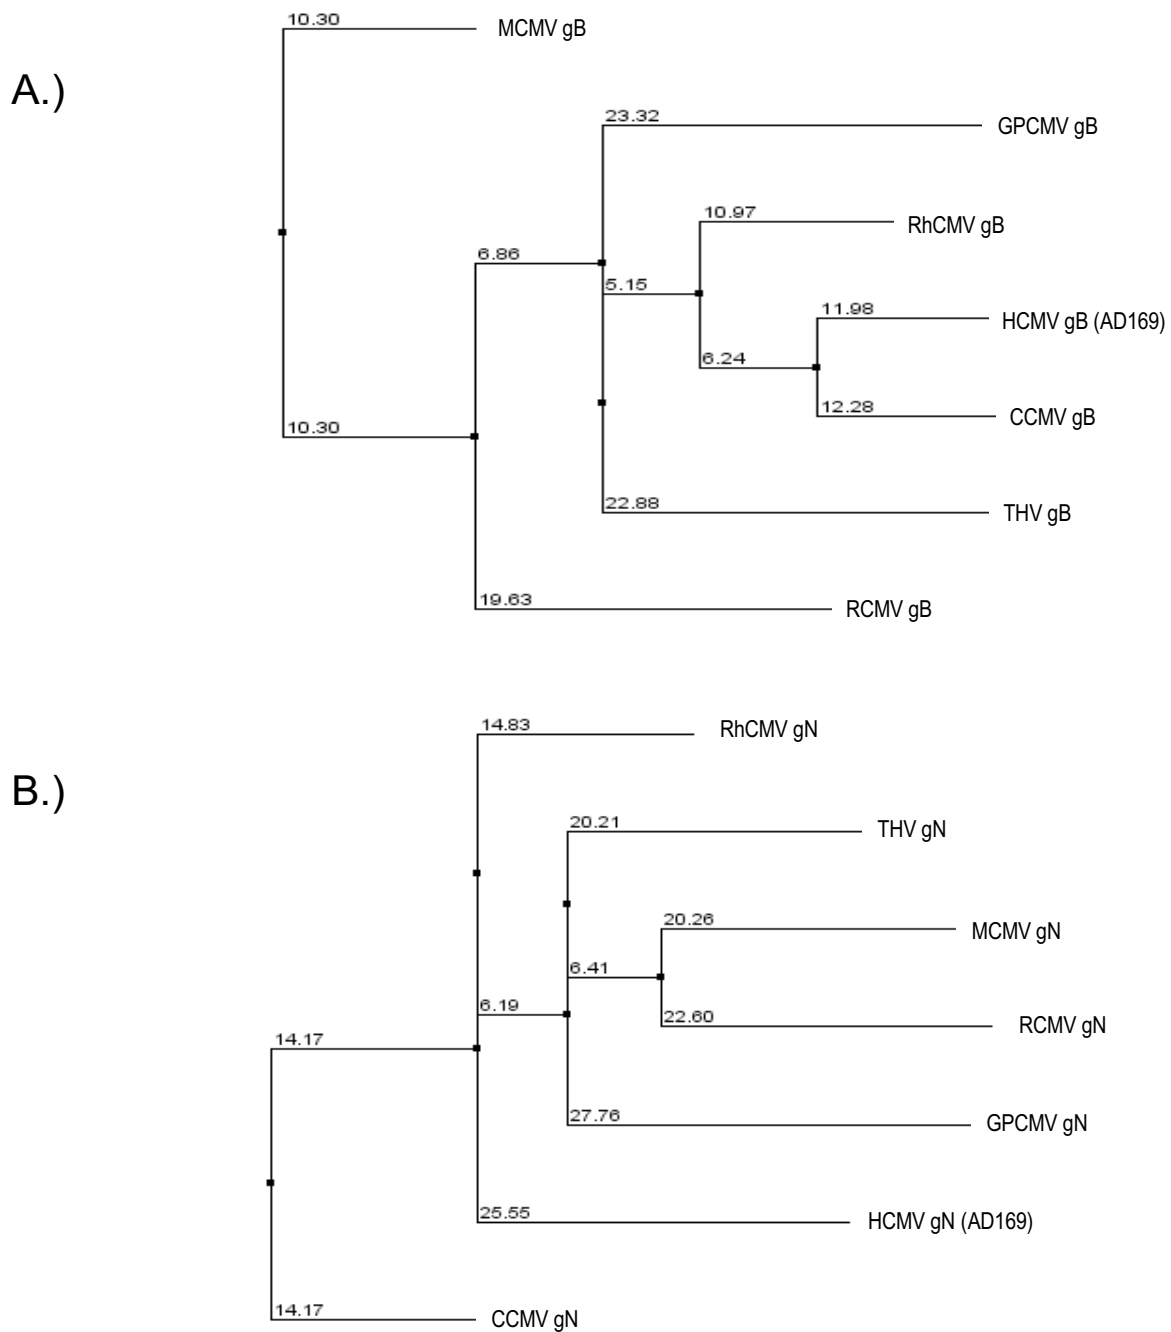 10.30 MCMV gB
A.)
23.32 GPCMV gB
10.97 RhCMV gB
6.86
5.15
11.98 HCMV gB (AD169)
6.24
12.28 CCMV gB
10.30
22.88 THV gB
19.63 RCMV gB
14.83 RhCMV gN
B.)
20.21 THV gN
20.26 MCMV gN
6.41
6.19
22.60 RCMV gN
14.17
27.76 GPCMV gN
25.55 HCMV gN (AD169)
14.17 CCMV gN